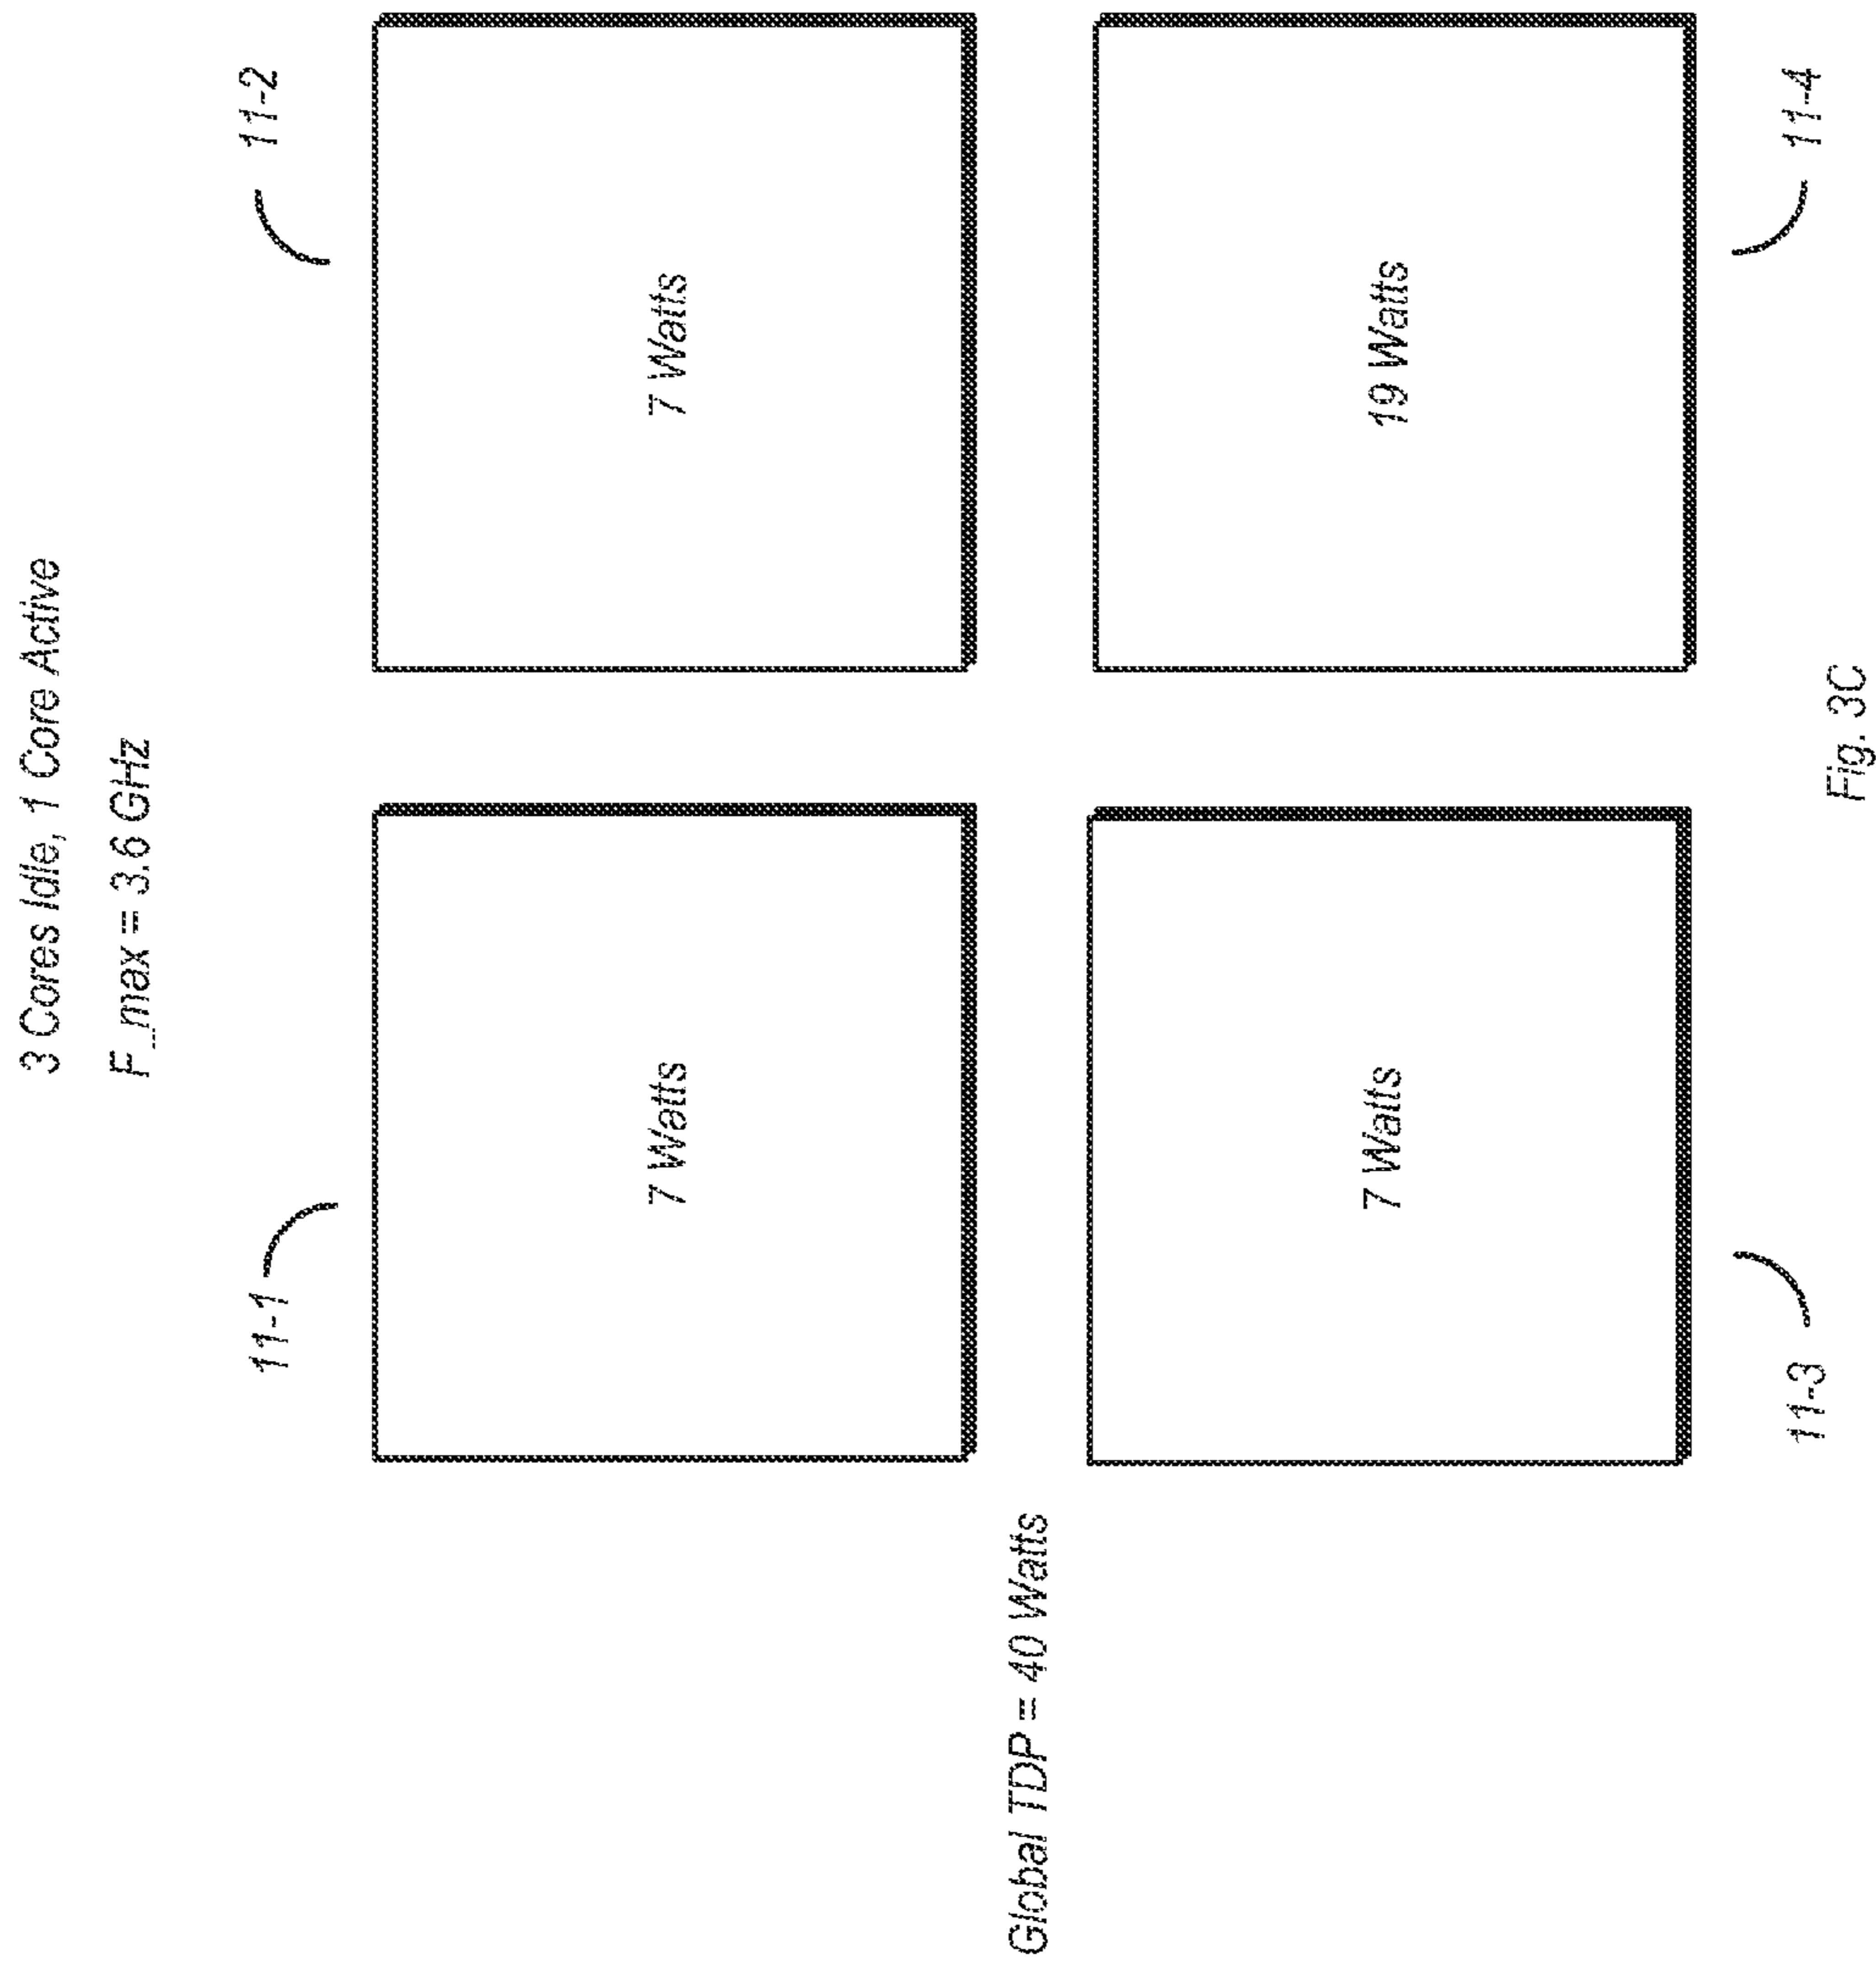 3 Cores Idle, 1 Core Active
F_max = 3.6 GHz
11-1
11-2
7 Watts
7 Watts
Global TDP = 40 Watts
7 Watts
19 Watts
11-3
11-4
Fig. 3C